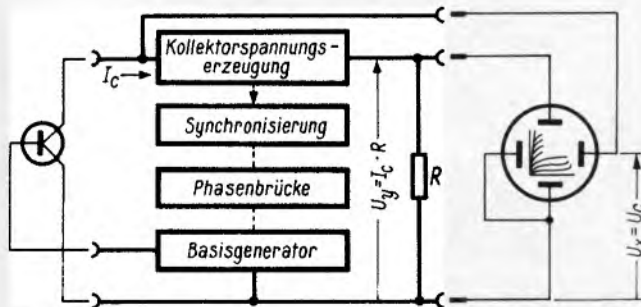 Kollektorspannungs-
erzeugung
I_c
Synchronisierung
Phasenbrücke
Basisgenerator
U_y = I_c · R
R
U_x = U_c